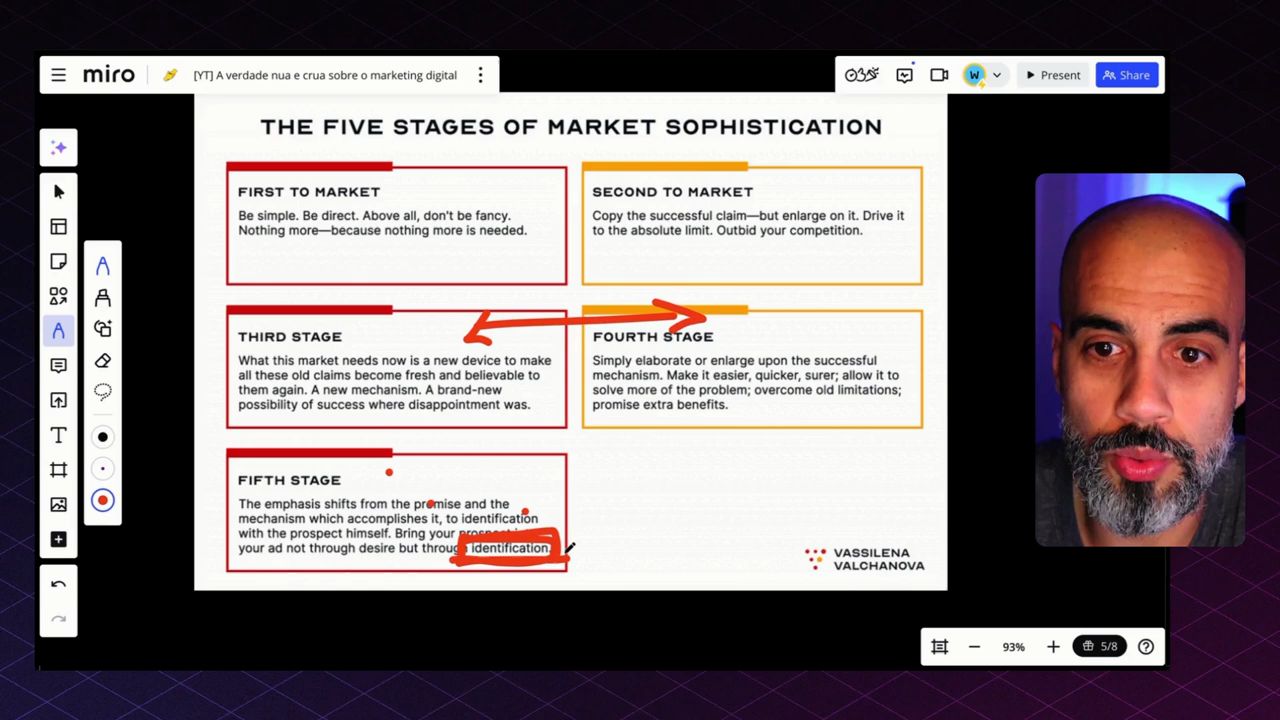 miro
[YT] A verdade nua e crua sobre o marketing digital
W
Present
Share
THE FIVE STAGES OF MARKET SOPHISTICATION
FIRST TO MARKET
Be simple. Be direct. Above all, don't be fancy.
Nothing more—because nothing more is needed.
SECOND TO MARKET
Copy the successful claim—but enlarge on it. Drive it
to the absolute limit. Outbid your competition.
THIRD STAGE
What this market needs now is a new device to make
all these old claims become fresh and believable to
them again. A new mechanism. A brand-new
possibility of success where disappointment was.
FOURTH STAGE
Simply elaborate or enlarge upon the successful
mechanism. Make it easier, quicker, surer; allow it to
solve more of the problem; overcome old limitations;
promise extra benefits.
FIFTH STAGE
The emphasis shifts from the promise and the
mechanism which accomplishes it, to identification
with the prospect himself. Bring your
your ad not through desire but through identification.
VASSILENA
VALCHANOVA
93%
5/8